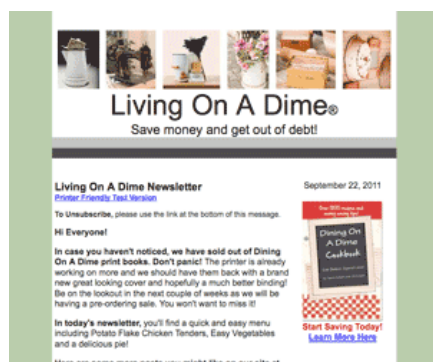 Living On A Dime®
Save money and get out of debt!
Living On A Dime Newsletter
September 22, 2011
Printer Friendly Text Version
To Unsubscribe, please use the link at the bottom of this message.
Hi Everyone!
In case you haven't noticed, we have sold out of Dining
On A Dime print books. Don't panic! The printer is already
working on more and we should have them back with a brand
new great looking cover and hopefully a much better binding!
Be on the lookout in the next couple of weeks as we will be
having a pre-ordering sale. You won't want to miss it!
In today's newsletter, you'll find a quick and easy menu
including Potato Flake Chicken Tenders, Easy Vegetables
and a delicious pie!
Dining On
A Dime
Cookbook
Start Saving Today!
Learn More Here